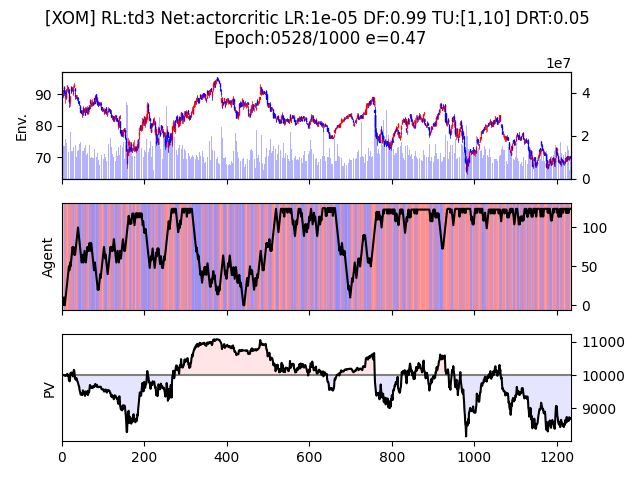 [XOM] RL:td3 Net:actorcritic LR:1e-05 DF:0.99 TU:[1,10] DRT:0.05
Epoch:0528/1000 e=0.47
1e7
Env.
90
80
70
4
2
0
Agent
100
50
0
PV
11000
10000
9000
0 200 400 600 800 1000 1200